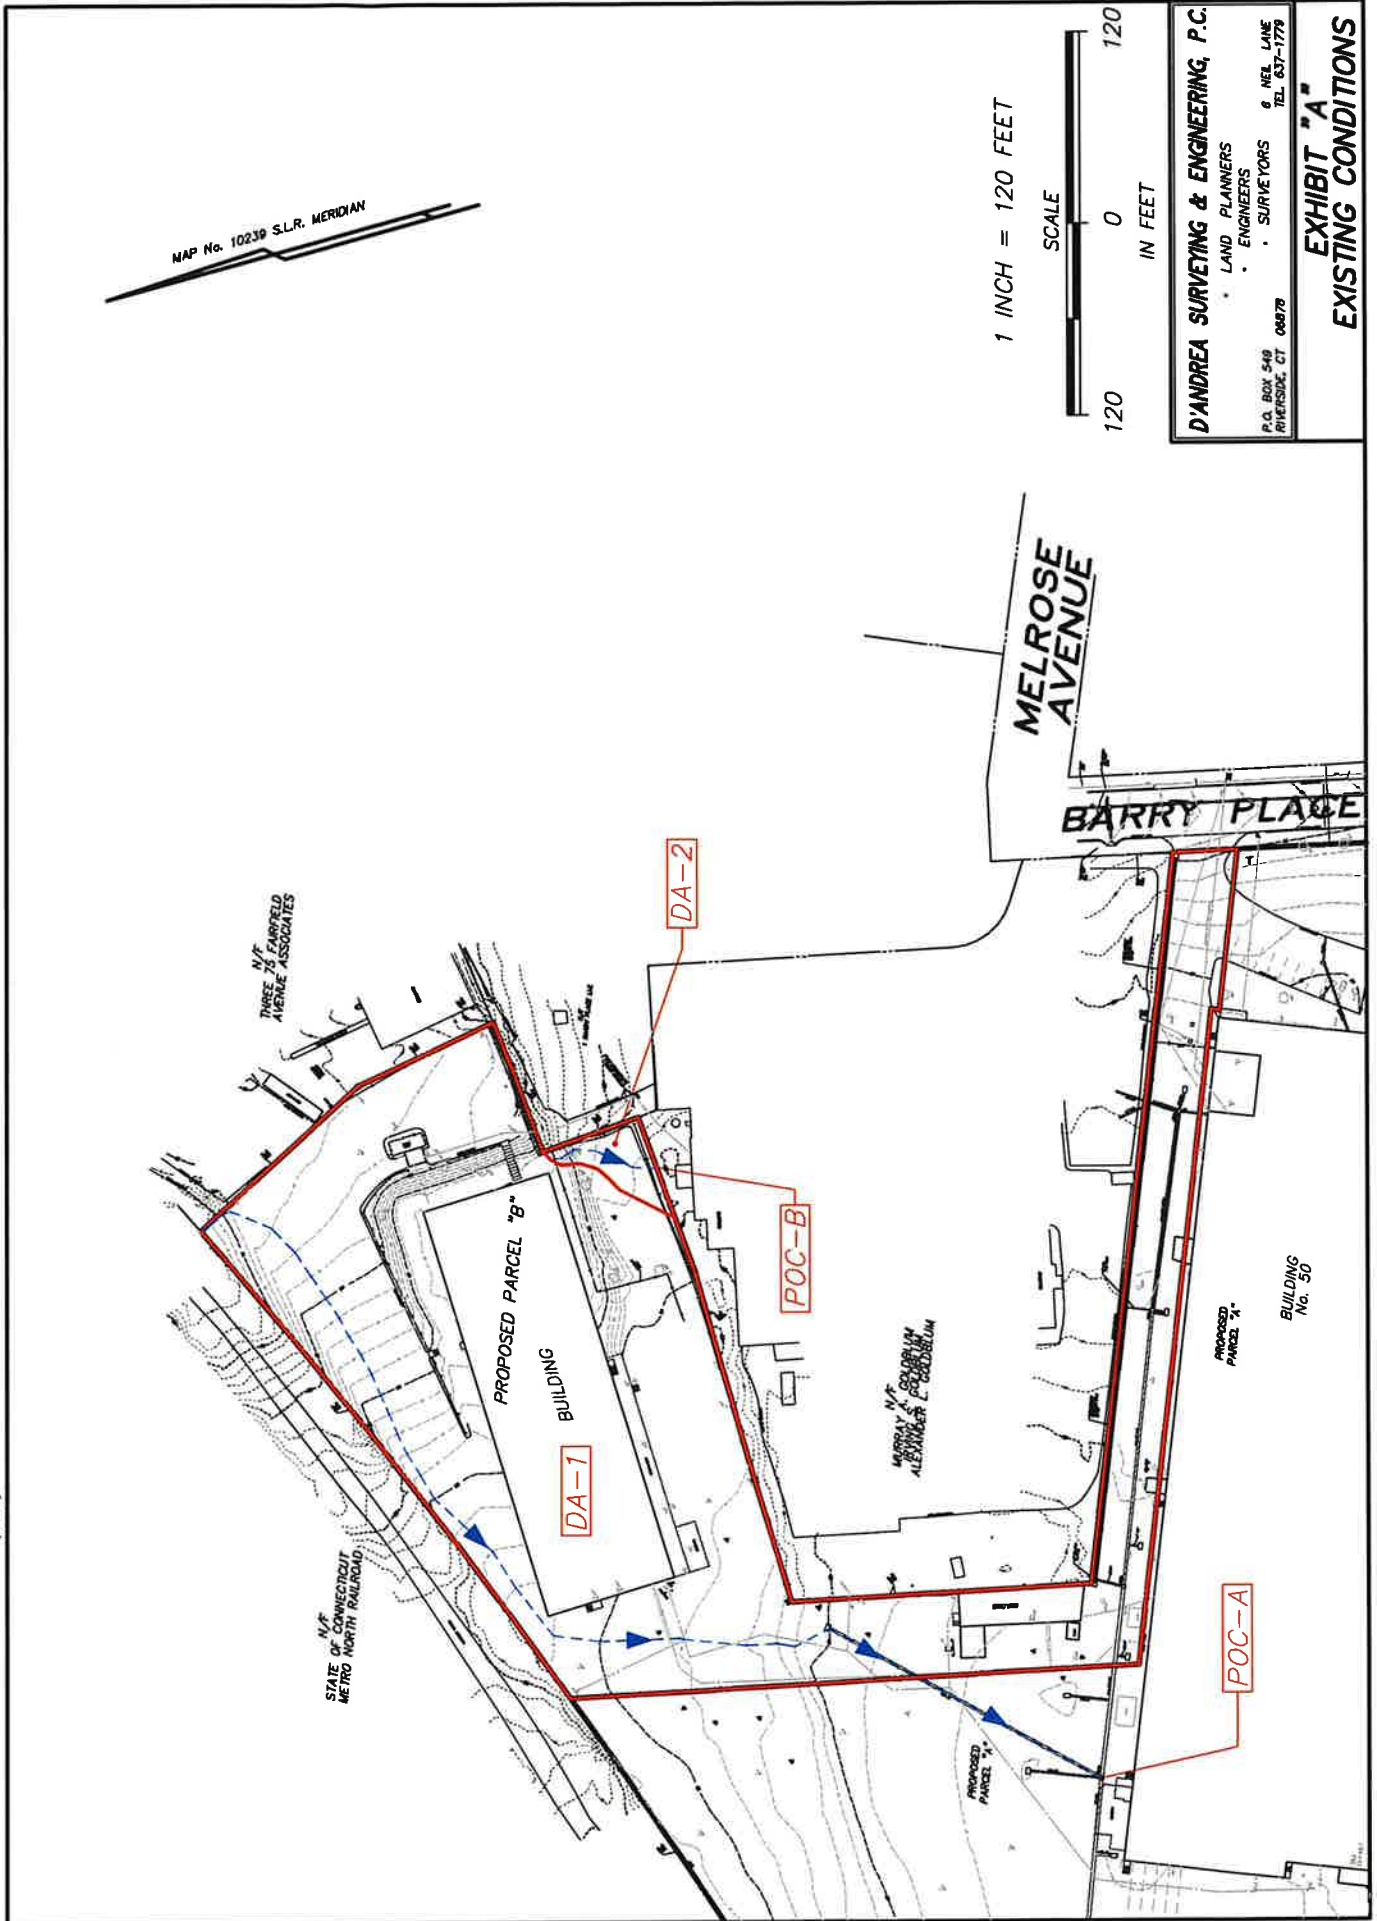 MAP No. 10239 S.L.R. MERIDIAN
N/F
THREE 75 FAIRFIELD
AVENUE ASSOCIATES
N/F
STATE OF CONNECTICUT
METRO NORTH RAILROAD
PROPOSED PARCEL "B"
BUILDING
DA-1
DA-2
POC-B
POC-A
N/F
MURRAY A. GOLDBLUM
IRVING S. GOLDBLUM
ALEXANDER L. GOLDBLUM
PROPOSED
PARCEL "A"
PROPOSED
PARCEL "A"
BUILDING
No. 50
MELROSE
AVENUE
BARRY PLACE
1 INCH = 120 FEET
SCALE
120
0
120
IN FEET
D'ANDREA SURVEYING & ENGINEERING, P.C.
• LAND PLANNERS
• ENGINEERS
• SURVEYORS
P.O. BOX 549
RIVERSIDE, CT 06878
6 NEIL LANE
TEL. 637-1779
EXHIBIT "A"
EXISTING CONDITIONS